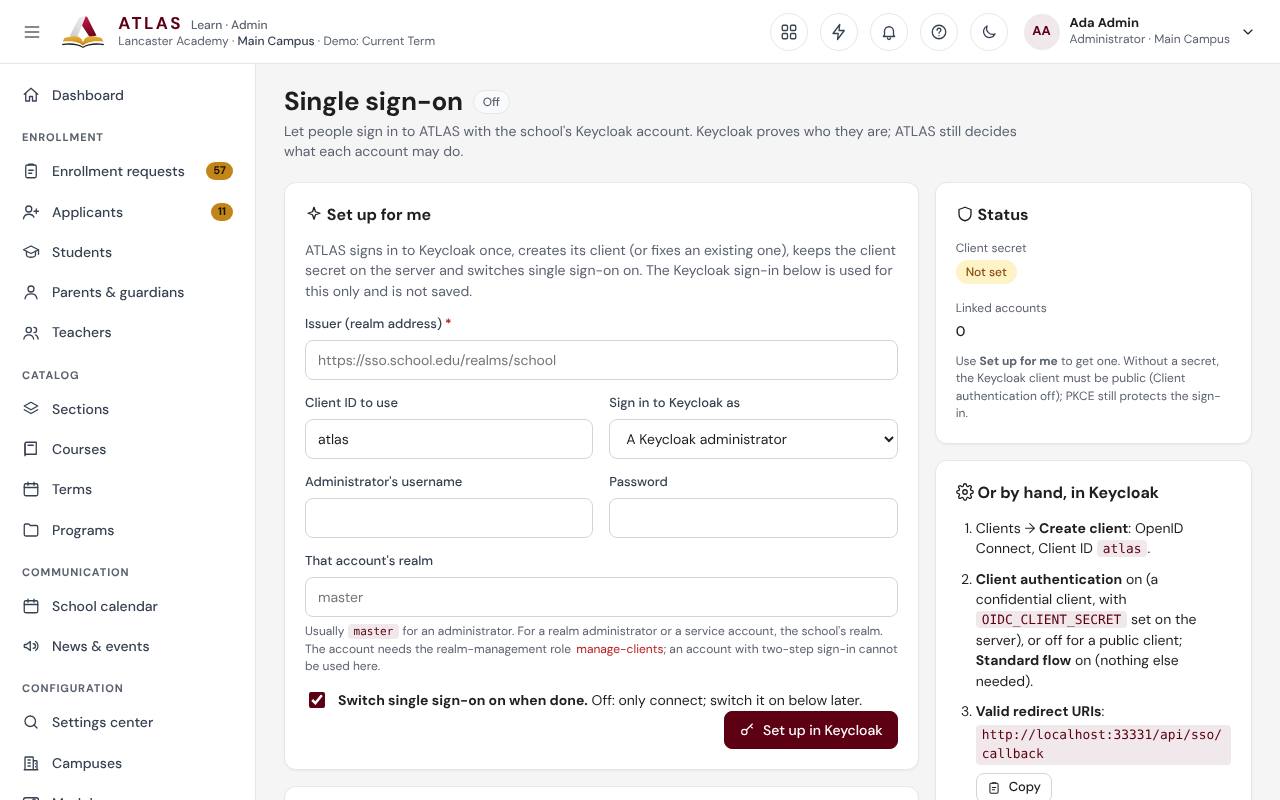 ATLAS Learn · Admin
Lancaster Academy · Main Campus · Demo: Current Term
AA
Ada Admin
Administrator · Main Campus
Dashboard
ENROLLMENT
Enrollment requests 57
Applicants 11
Students
Parents & guardians
Teachers
CATALOG
Sections
Courses
Terms
Programs
COMMUNICATION
School calendar
News & events
CONFIGURATION
Settings center
Campuses
Single sign-on Off
Let people sign in to ATLAS with the school's Keycloak account. Keycloak proves who they are; ATLAS still decides
what each account may do.
Set up for me
ATLAS signs in to Keycloak once, creates its client (or fixes an existing one), keeps the client
secret on the server and switches single sign-on on. The Keycloak sign-in below is used for
this only and is not saved.
Issuer (realm address) *
https://sso.school.edu/realms/school
Client ID to use
atlas
Sign in to Keycloak as
A Keycloak administrator
Administrator's username
Password
That account's realm
master
Usually master for an administrator. For a realm administrator or a service account, the school's realm.
The account needs the realm-management role manage-clients; an account with two-step sign-in cannot
be used here.
Switch single sign-on on when done. Off: only connect; switch it on below later.
Set up in Keycloak
Status
Client secret
Not set
Linked accounts
0
Use Set up for me to get one. Without a secret,
the Keycloak client must be public (Client
authentication off); PKCE still protects the sign-
in.
Or by hand, in Keycloak
1. Clients → Create client: OpenID
Connect, Client ID atlas.
2. Client authentication on (a
confidential client, with
OIDC_CLIENT_SECRET set on the
server), or off for a public client;
Standard flow on (nothing else
needed).
3. Valid redirect URIs:
http://localhost:33331/api/sso/
callback
Copy